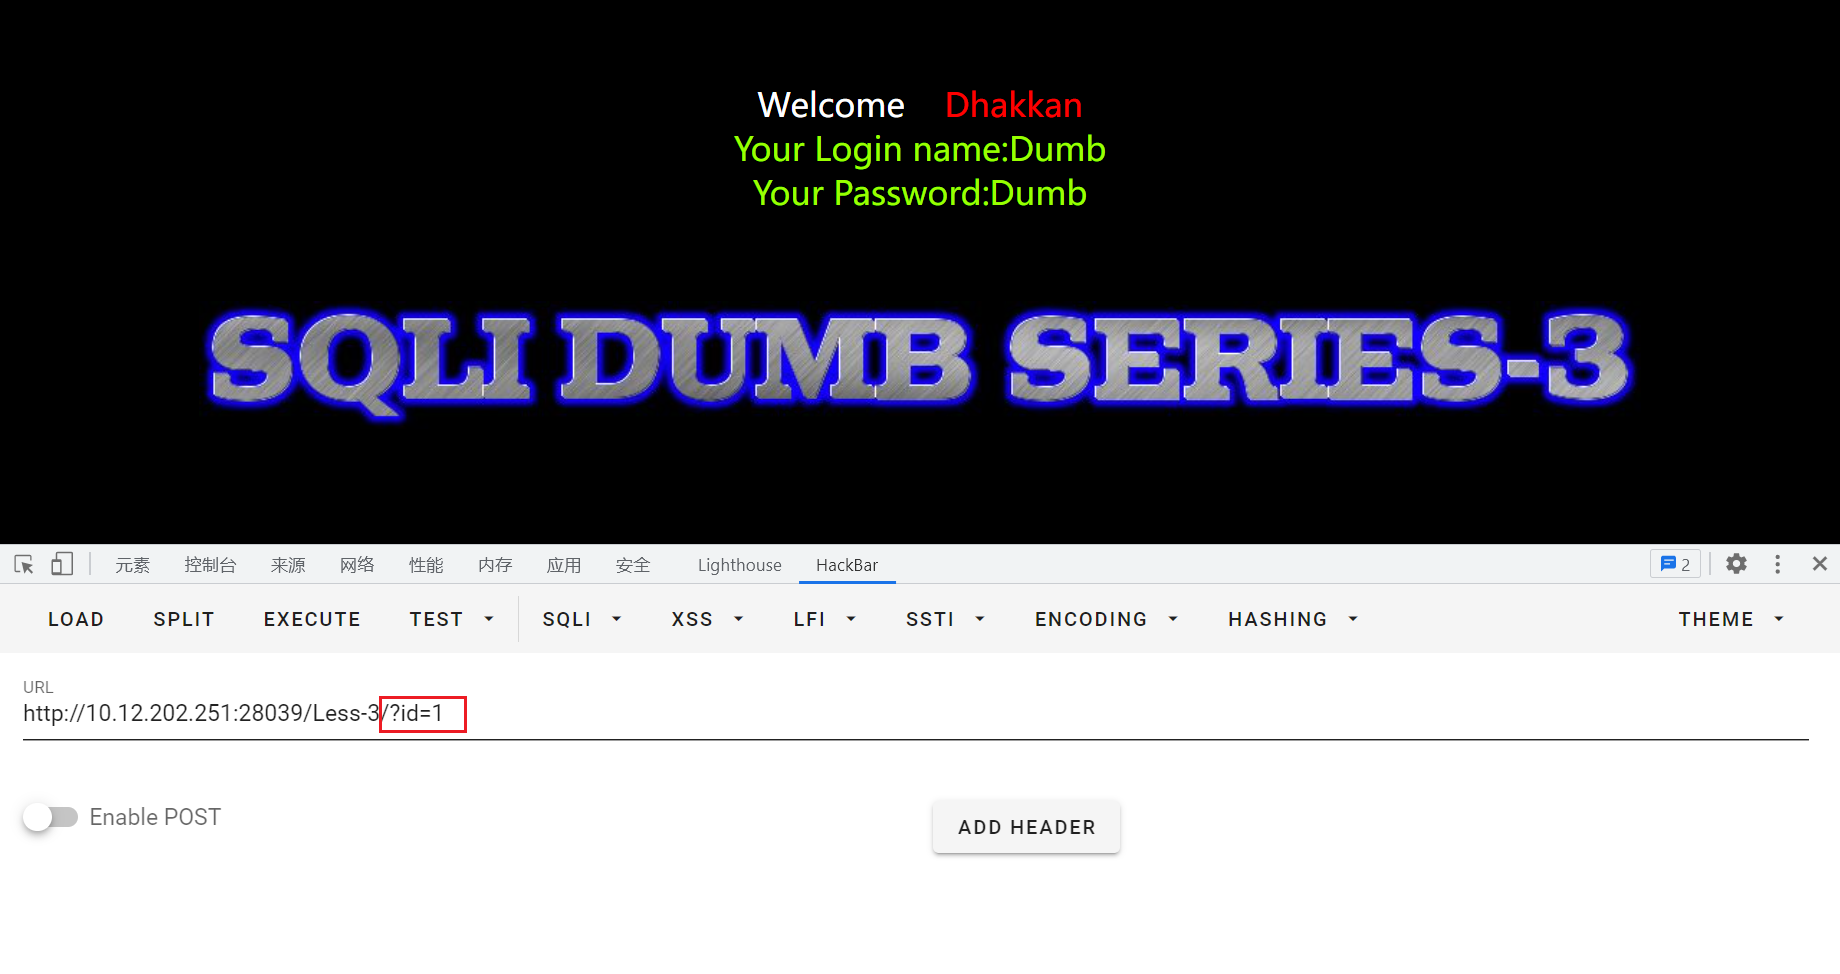 Welcome Dhakkan
Your Login name:Dumb
Your Password:Dumb
SQLI DUMB SERIES-3
元素 控制台 来源 网络 性能 内存 应用 安全 Lighthouse HackBar 2
LOAD SPLIT EXECUTE TEST SQLI XSS LFI SSTI ENCODING HASHING THEME
URL
http://10.12.202.251:28039/Less-3/?id=1
Enable POST ADD HEADER